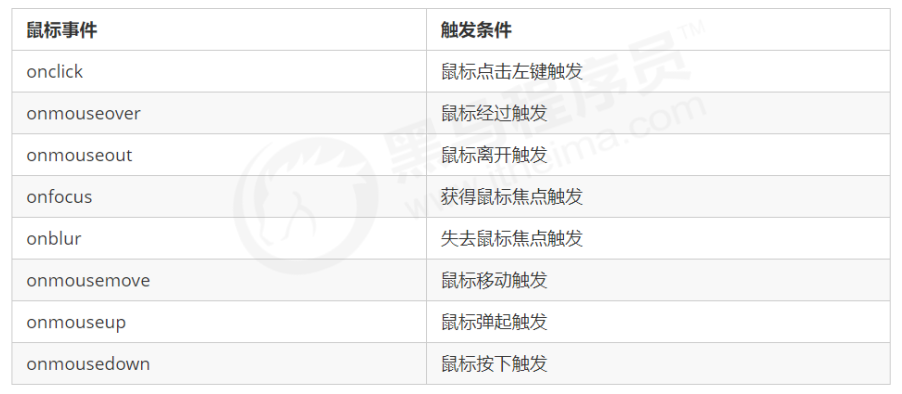 鼠标事件 触发条件
onclick 鼠标点击左键触发
onmouseover 鼠标经过触发
onmouseout 鼠标离开触发
onfocus 获得鼠标焦点触发
onblur 失去鼠标焦点触发
onmousemove 鼠标移动触发
onmouseup 鼠标弹起触发
onmousedown 鼠标按下触发
黑马程序员™
www.itheima.com